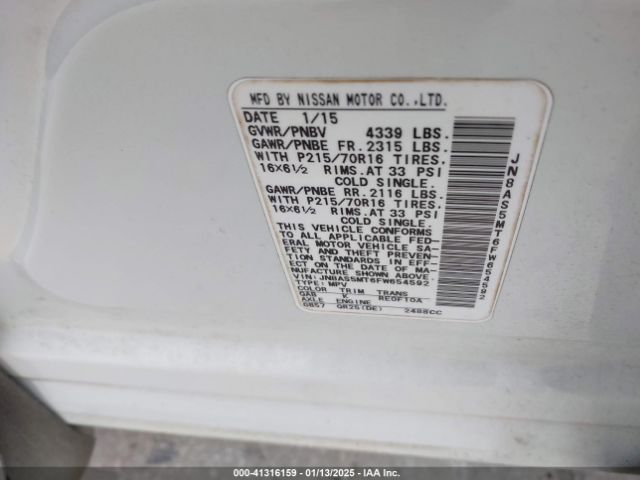 MFD BY NISSAN MOTOR CO.,LTD.
DATE 1/15
GVWR/PNBV 4339 LBS.
GAWR/PNBE FR. 2315 LBS.
WITH P215/70R16 TIRES,
16X6½ RIMS.AT 33 PSI
COLD SINGLE.
GAWR/PNBE RR. 2116 LBS.
WITH P215/70R16 TIRES,
16X6½ RIMS.AT 33 PSI
COLD SINGLE.
THIS VEHICLE CONFORMS
TO ALL APPLICABLE FED-
ERAL MOTOR VEHICLE SA-
FETY AND THEFT PREVEN-
TION STANDARDS IN EFF-
ECT ON THE DATE OF MA-
NUFACTURE SHOWN ABOVE.
VIN:JN8AS5MT6FW654592
TYPE:MPV
COLOR TRIM TRANS
QAB K RE0F10A
AXLE ENGINE
GB57 QR25(DE) 2488CC
JN8AS5MT6FW654592
000-41316159 — 01/13/2025 — IAA Inc.